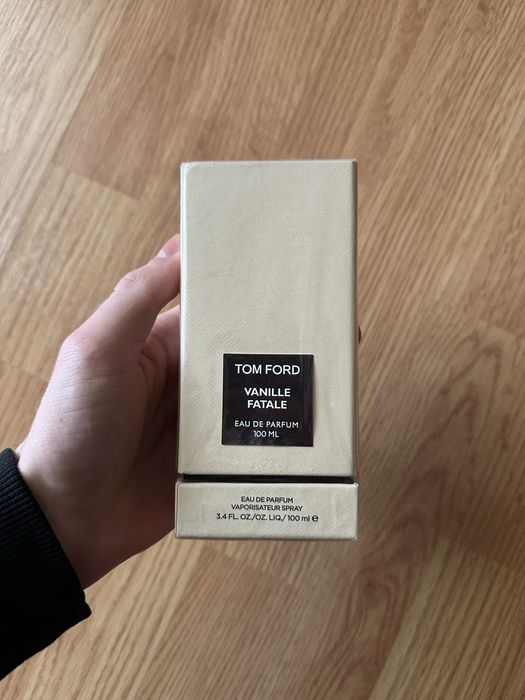 TOM FORD
VANILLE
FATALE
EAU DE PARFUM
100 ML
EAU DE PARFUM
VAPORISATEUR SPRAY
3.4 FL. OZ./OZ. LIQ./100 ml ℮